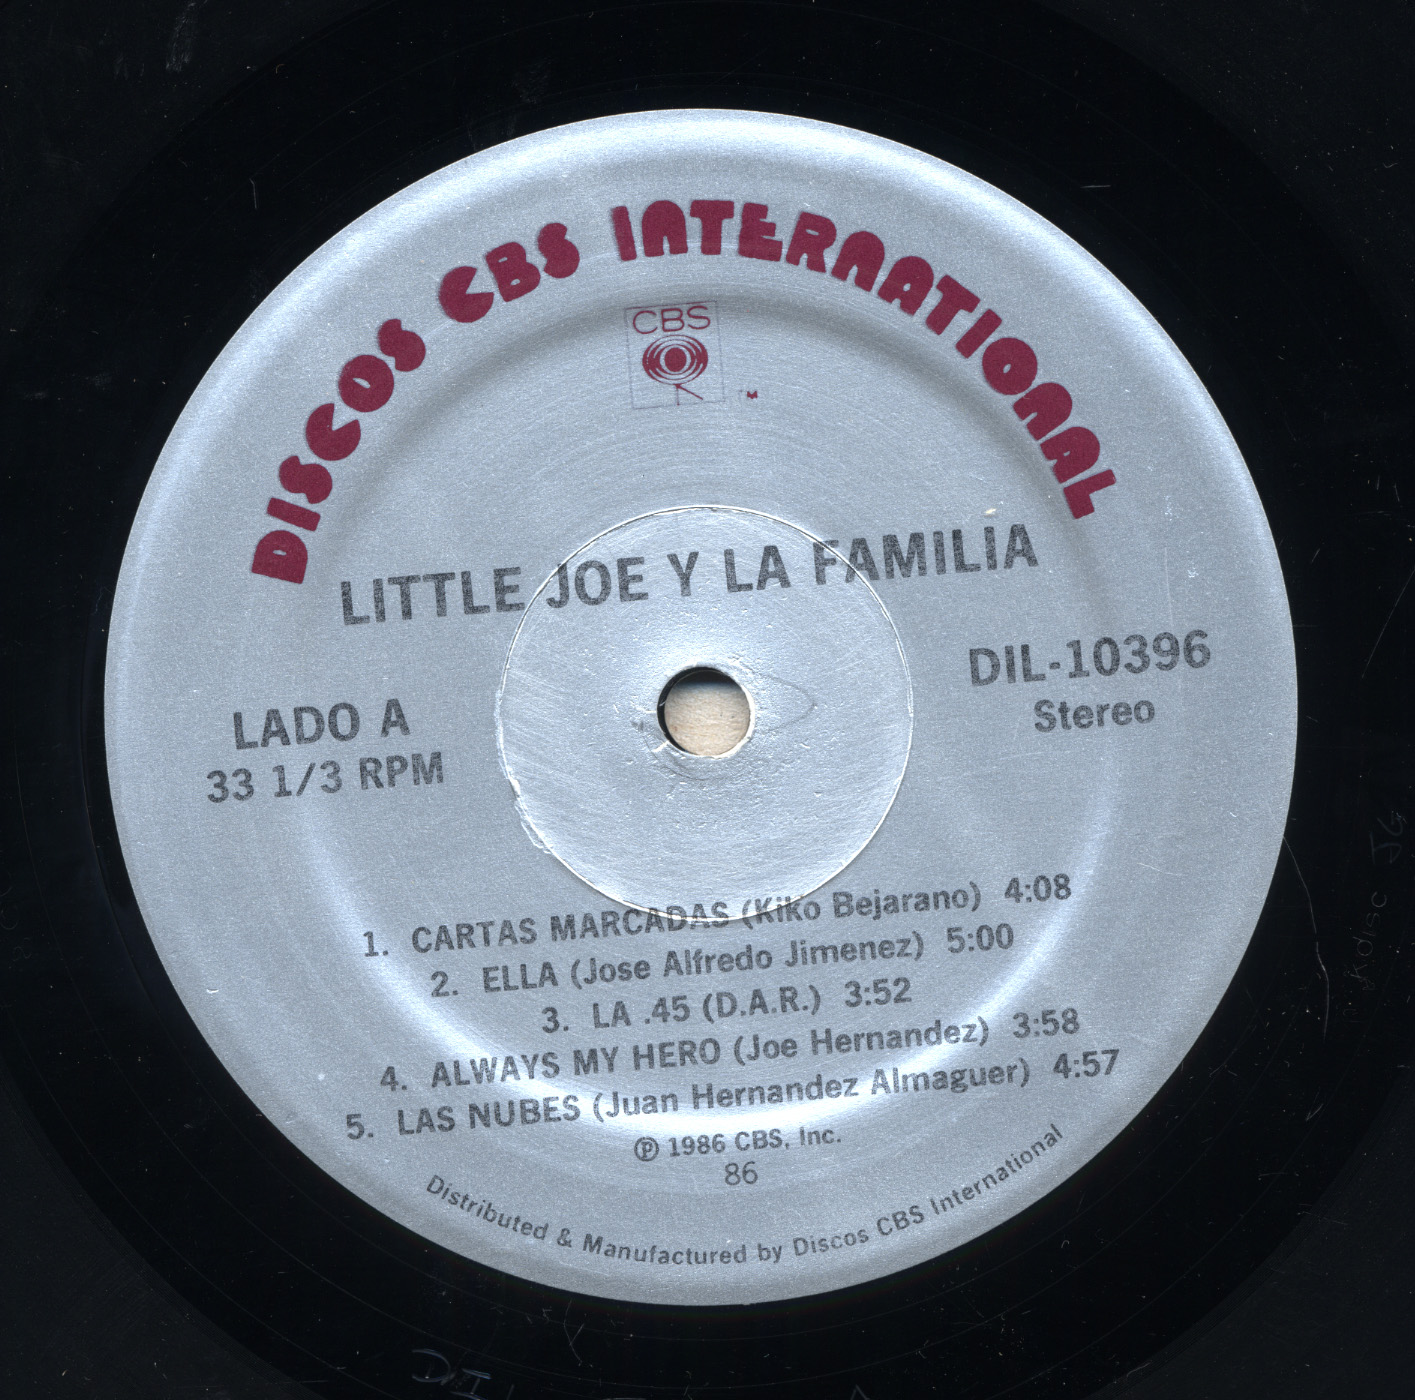 DISCOS CBS INTERNATIONAL
CBS
TM
LITTLE JOE Y LA FAMILIA
DIL-10396
Stereo
LADO A
33 1/3 RPM
1. CARTAS MARCADAS (Kiko Bejarano) 4:08
2. ELLA (Jose Alfredo Jimenez) 5:00
3. LA .45 (D.A.R.) 3:52
4. ALWAYS MY HERO (Joe Hernandez) 3:58
5. LAS NUBES (Juan Hernandez Almaguer) 4:57
℗ 1986 CBS, Inc.
86
Distributed & Manufactured by Discos CBS International
Kdisc JG